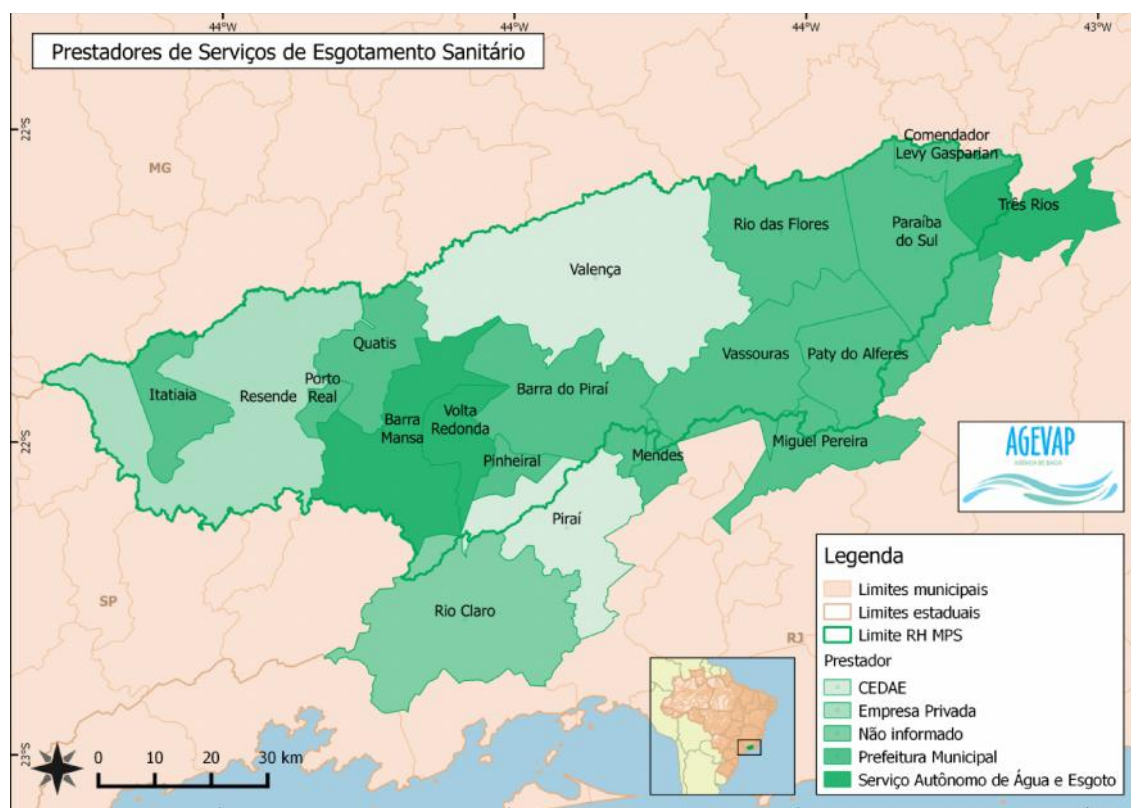 44°W
44°W
44°W
43°W
Prestadores de Serviços de Esgotamento Sanitário
22°S
MG
Comendador
Levy Gasparian
Três Rios
Rio das Flores
Paraíba
do Sul
Valença
Quatis
Vassouras
Paty do Alferes
Itatiaia
Resende
Porto
Real
Barra do Piraí
Barra
Mansa
Volta
Redonda
22°S
Miguel Pereira
Mendes
Pinheiral
AGEVAP
Piraí
SP
Rio Claro
RJ
Legenda
Limites municipais
Limites estaduais
Limite RH MPS
Prestador
CEDAE
Empresa Privada
Não informado
Prefeitura Municipal
Serviço Autônomo de Água e Esgoto
23°S
0 10 20 30 km